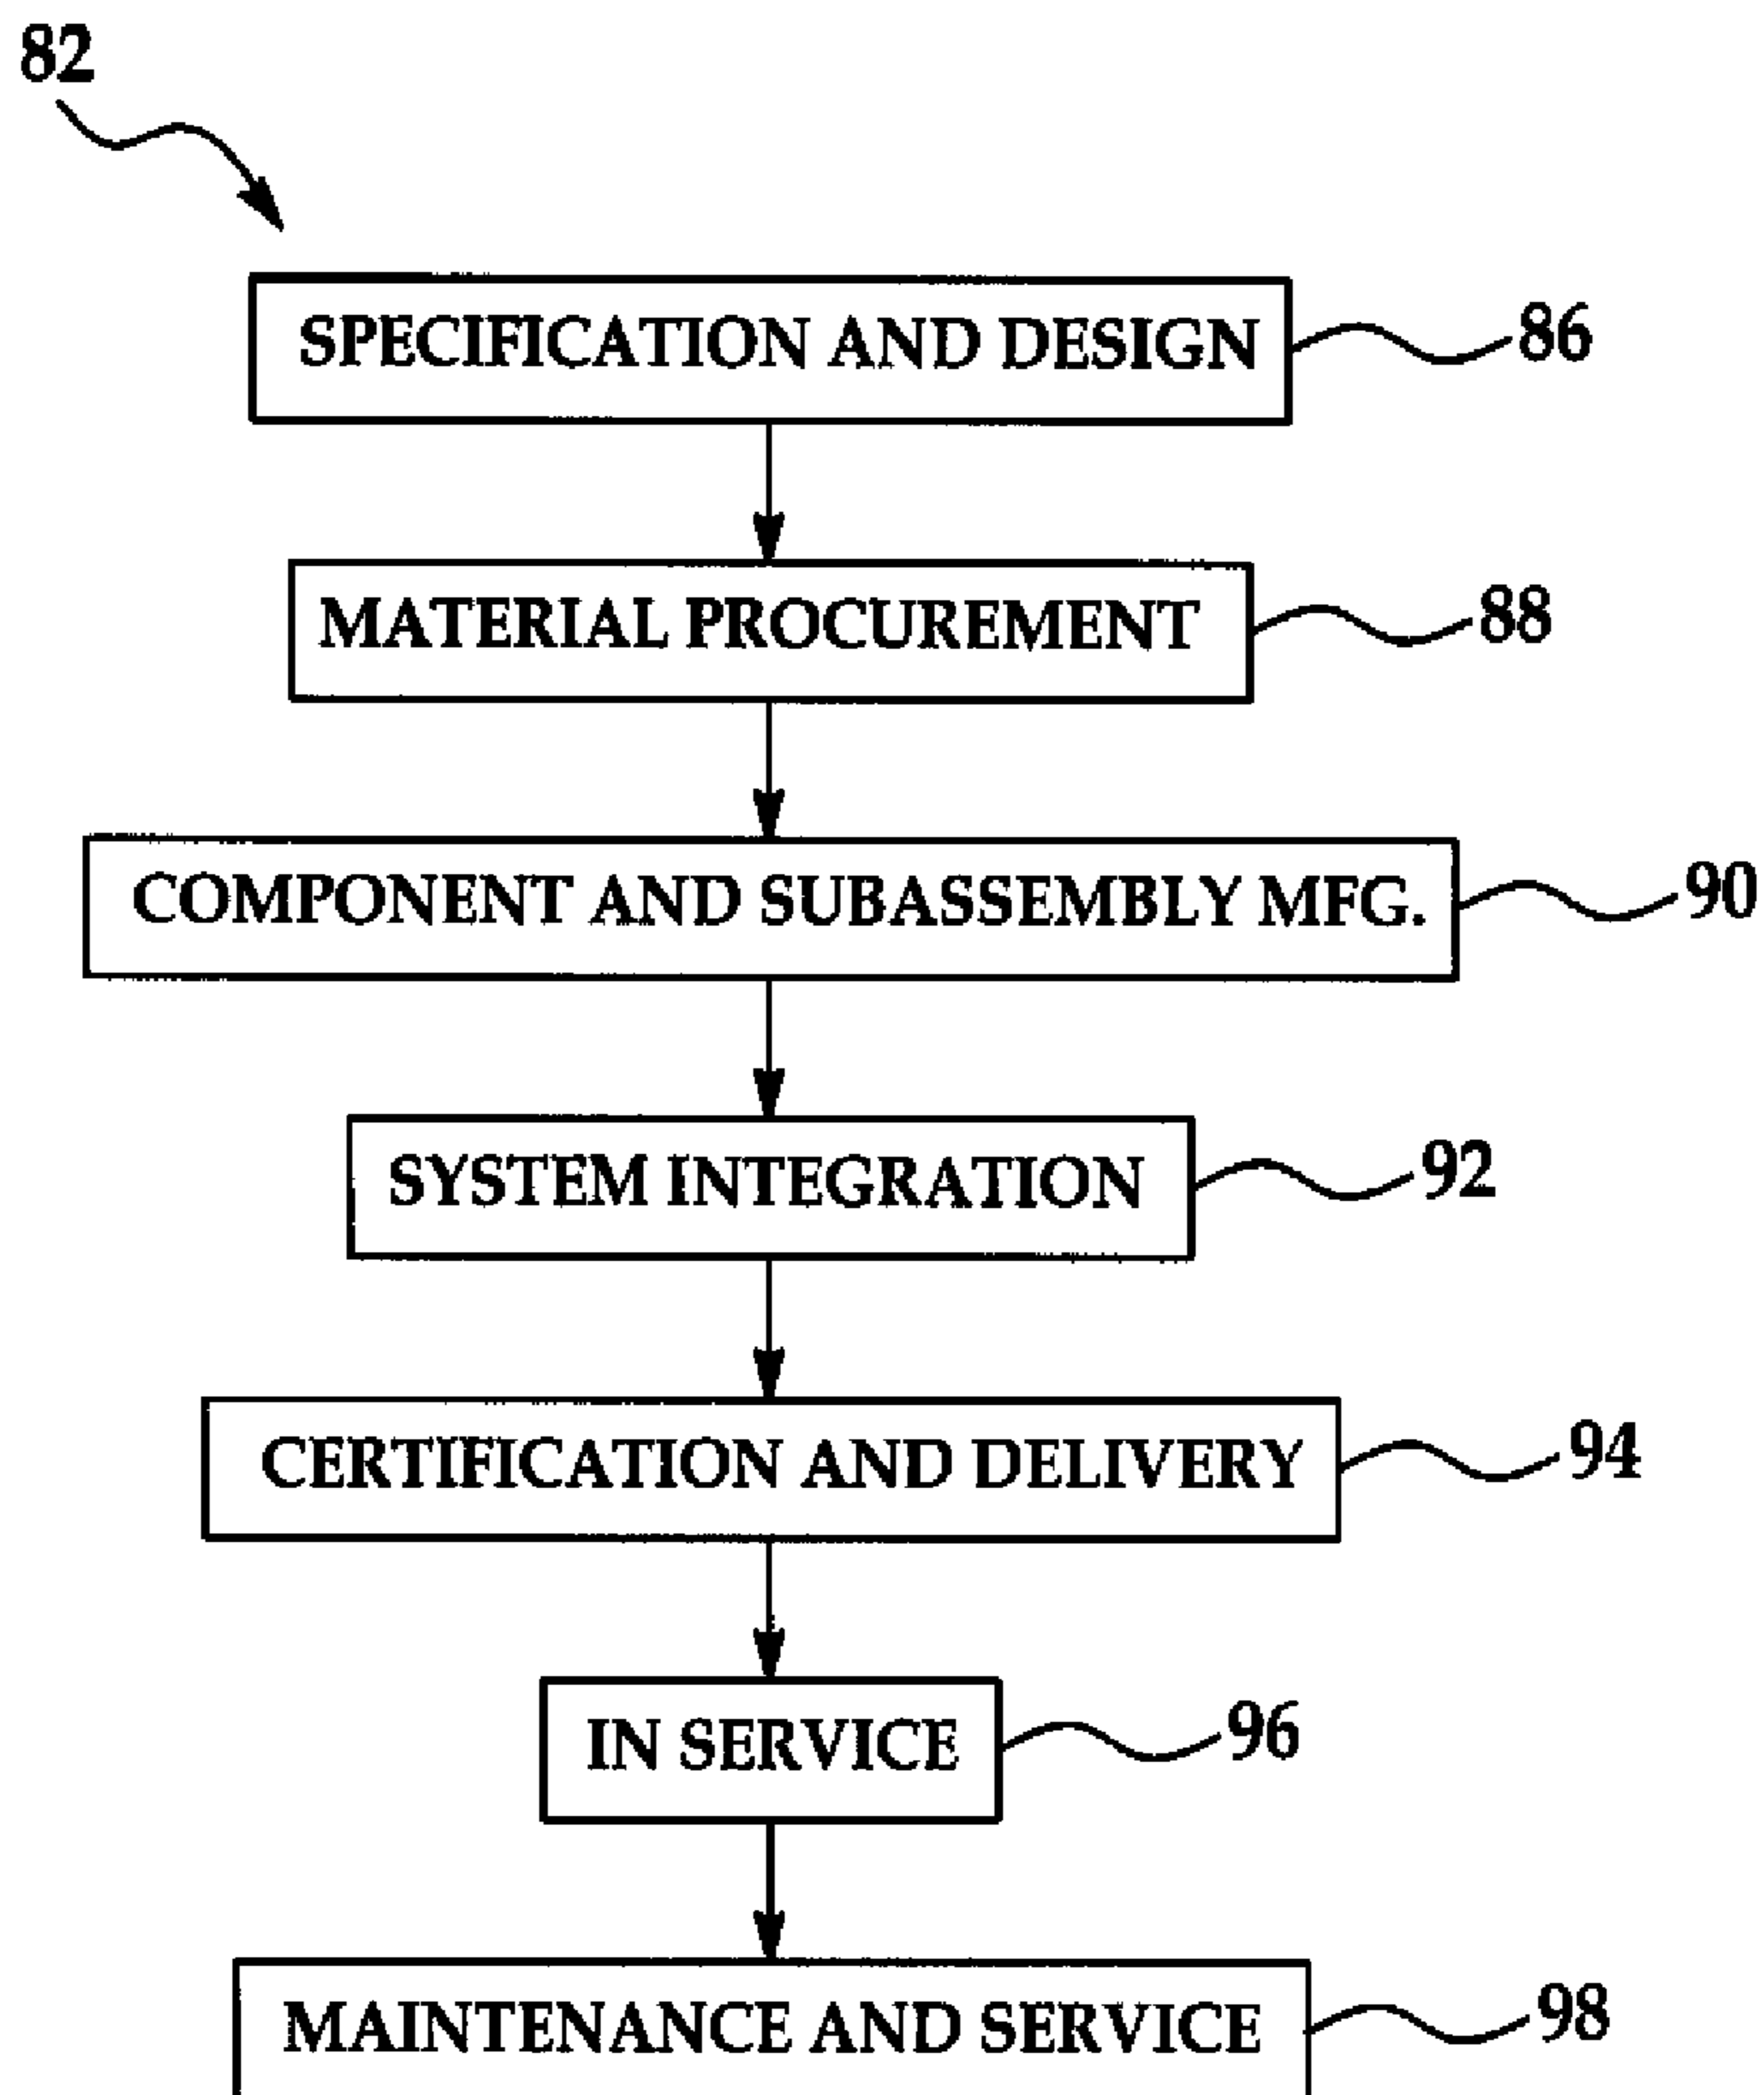 82
SPECIFICATION AND DESIGN 86
MATERIAL PROCUREMENT 88
COMPONENT AND SUBASSEMBLY MFG. 90
SYSTEM INTEGRATION 92
CERTIFICATION AND DELIVERY 94
IN SERVICE 96
MAINTENANCE AND SERVICE 98